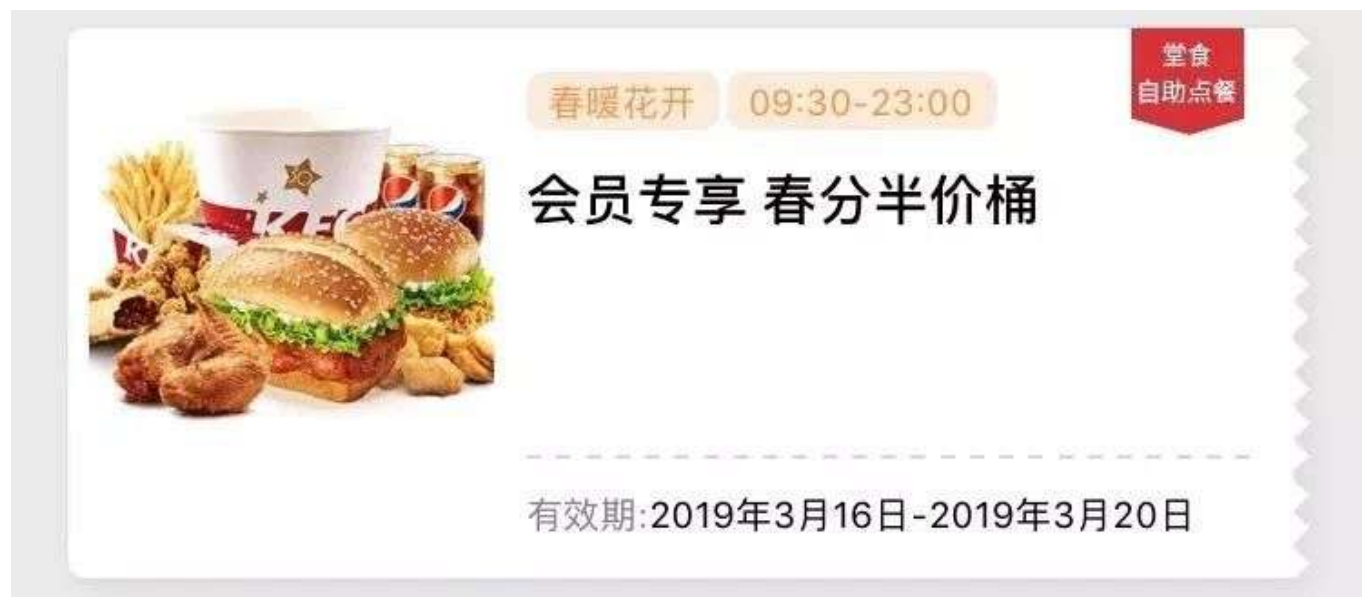 堂食
自助点餐
春暖花开 09:30-23:00
会员专享 春分半价桶
KFC
K
有效期:2019年3月16日-2019年3月20日